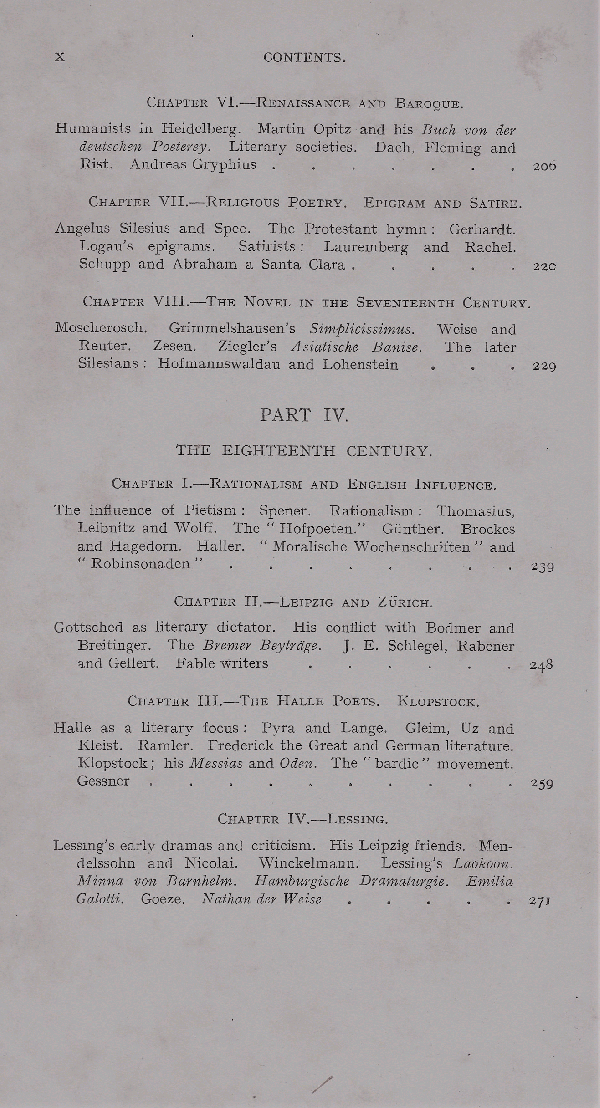 X CONTENTS.
CHAPTER VI.—RENAISSANCE AND BAROQUE.
Humanists in Heidelberg. Martin Opitz and his Buch von der
deutschen Poeterey. Literary societies. Dach, Fleming and
Rist. Andreas Gryphius . . . . . . . 206
CHAPTER VII.—RELIGIOUS POETRY. EPIGRAM AND SATIRE.
Angelus Silesius and Spee. The Protestant hymn: Gerhardt.
Logau's epigrams. Satirists: Lauremberg and Rachel.
Schupp and Abraham a Santa Clara . . . . . 220
CHAPTER VIII.—THE NOVEL IN THE SEVENTEENTH CENTURY.
Moscherosch. Grimmelshausen's Simplicissimus. Weise and
Reuter. Zesen. Ziegler's Asiatische Banise. The later
Silesians: Hofmannswaldau and Lohenstein . . . 229
PART IV.
THE EIGHTEENTH CENTURY.
CHAPTER I.—RATIONALISM AND ENGLISH INFLUENCE.
The influence of Pietism: Spener. Rationalism: Thomasius,
Leibnitz and Wolff. The "Hofpoeten." Günther. Brockes
and Hagedorn. Haller. "Moralische Wochenschriften" and
"Robinsonaden" . . . . . . . . 239
CHAPTER II.—LEIPZIG AND ZÜRICH.
Gottsched as literary dictator. His conflict with Bodmer and
Breitinger. The Bremer Beyträge. J. E. Schlegel, Rabener
and Gellert. Fable writers . . . . . . 248
CHAPTER III.—THE HALLE POETS. KLOPSTOCK.
Halle as a literary focus: Pyra and Lange. Gleim, Uz and
Kleist. Ramler. Frederick the Great and German literature.
Klopstock; his Messias and Oden. The "bardic" movement.
Gessner . . . . . . . . . . 259
CHAPTER IV.—LESSING.
Lessing's early dramas and criticism. His Leipzig friends. Men-
delssohn and Nicolai. Winckelmann. Lessing's Laokoon.
Minna von Barnhelm. Hamburgische Dramaturgie. Emilia
Galotti. Goeze. Nathan der Weise . . . . . 271